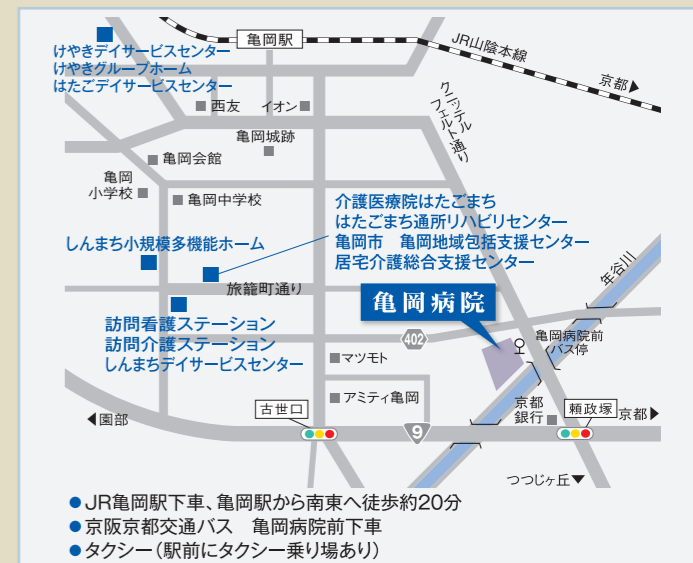 亀岡駅
JR山陰本線
京都▶
けやきデイサービスセンター
けやきグループホーム
はたごデイサービスセンター
クニッテル
フェルト通り
西友
イオン
亀岡城跡
亀岡会館
亀岡
小学校
亀岡中学校
介護医療院はたごまち
はたごまち通所リハビリセンター
亀岡市　亀岡地域包括支援センター
居宅介護総合支援センター
しんまち小規模多機能ホーム
年谷川
旅籠町通り
亀岡病院
訪問看護ステーション
訪問介護ステーション
しんまちデイサービスセンター
402
亀岡病院前
バス停
マツモト
アミティ亀岡
古世口
9
京都
銀行
頼政塚
京都▶
◀園部
つつじヶ丘▼
●JR亀岡駅下車、亀岡駅から南東へ徒歩約20分
●京阪京都交通バス　亀岡病院前下車
●タクシー（駅前にタクシー乗り場あり）